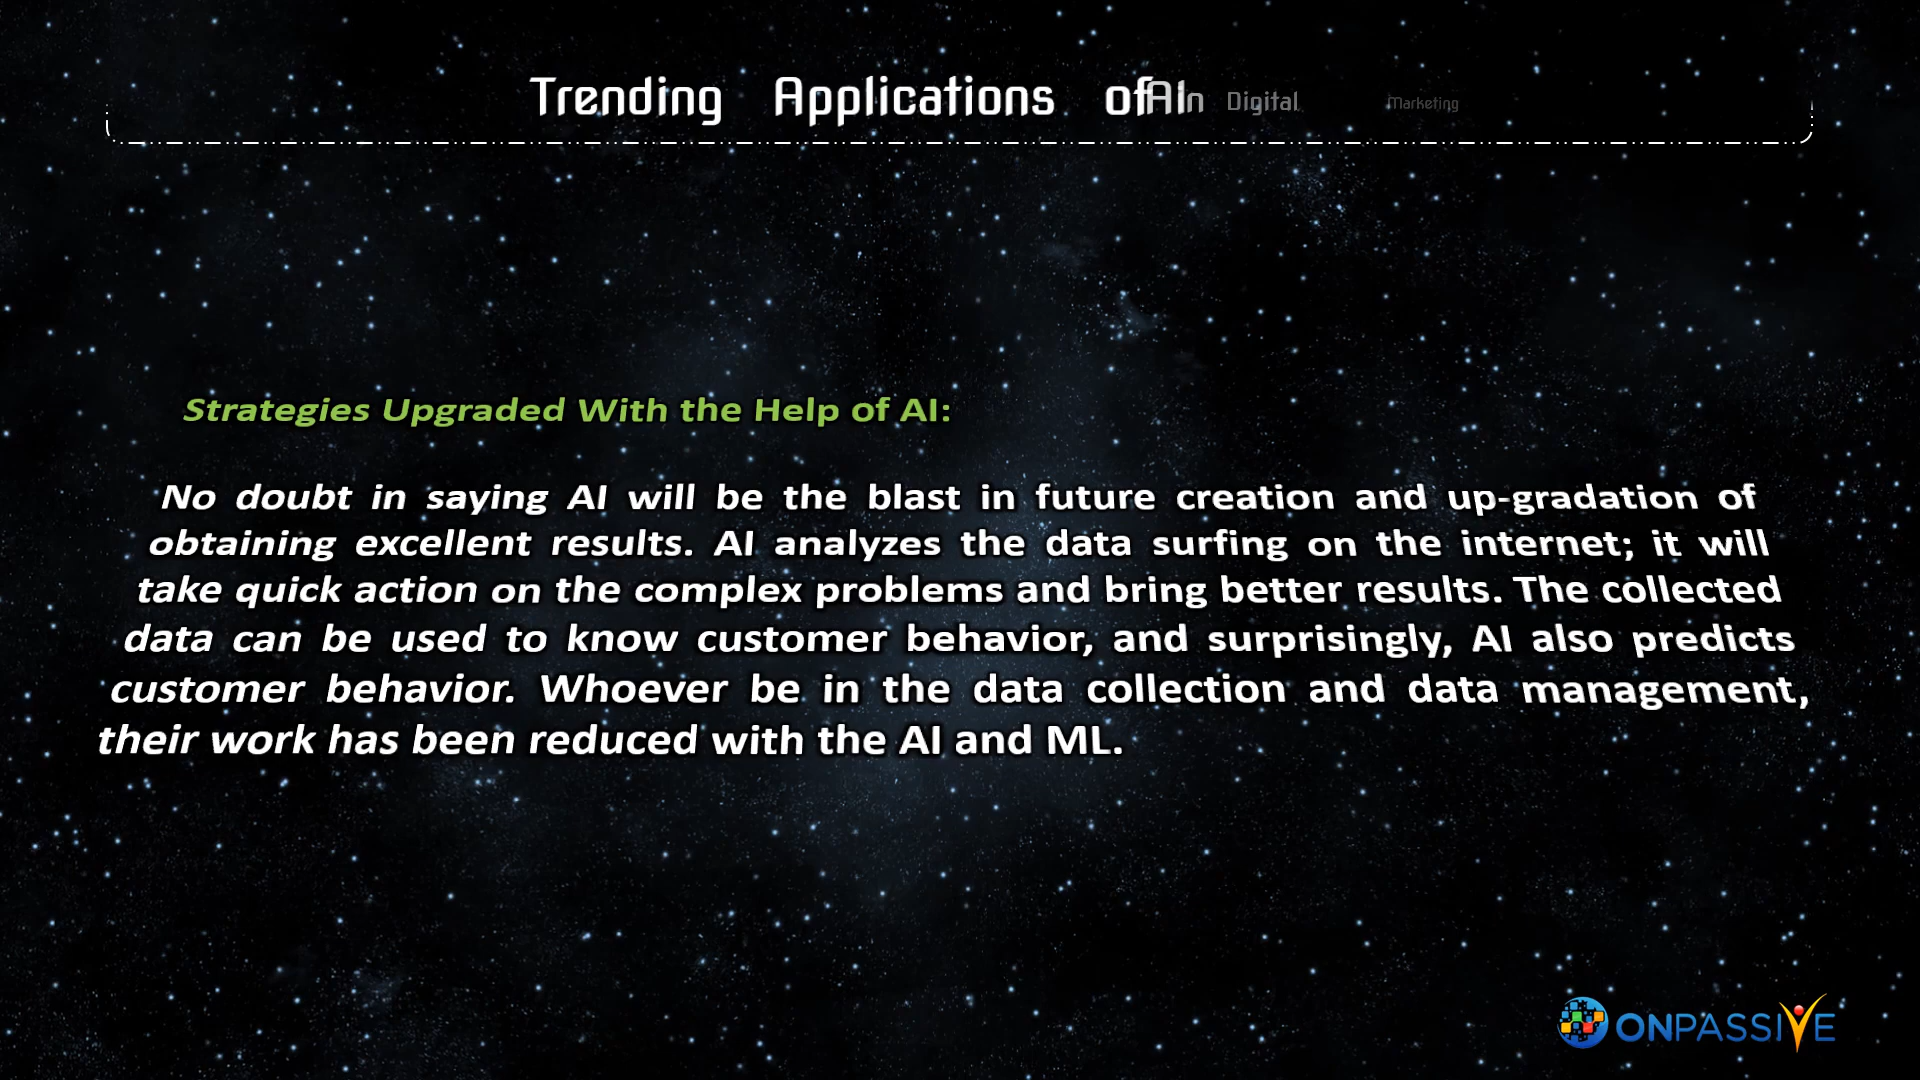 Trending Applications of AI In Digital Marketing
Strategies Upgraded With the Help of AI:
No doubt in saying AI will be the blast in future creation and up-gradation of
obtaining excellent results. AI analyzes the data surfing on the internet; it will
take quick action on the complex problems and bring better results. The collected
data can be used to know customer behavior, and surprisingly, AI also predicts
customer behavior. Whoever be in the data collection and data management,
their work has been reduced with the AI and ML.
ONPASSIVE